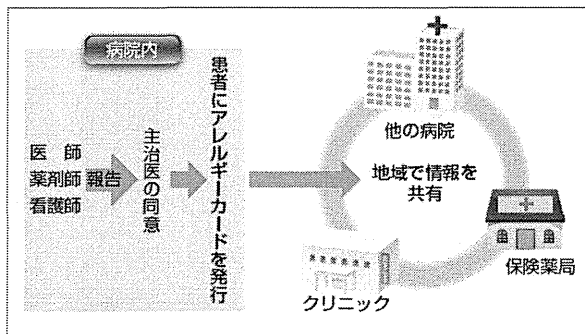 病院内
医師
薬剤師
看護師
報告
主治医の同意
患者にアレルギーカードを発行
他の病院
地域で情報を
共有
保険薬局
クリニック